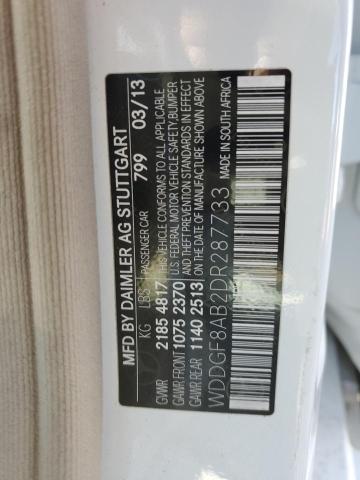 MFD BY DAIMLER AG STUTTGART
KG LBS PASSENGER CAR 799 03/13
GVWR 2185 4817 THIS VEHICLE CONFORMS TO ALL APPLICABLE
GAWR FRONT 1075 2370 U.S. FEDERAL MOTOR VEHICLE SAFETY, BUMPER
AND THEFT PREVENTION STANDARDS IN EFFECT
GAWR REAR 1140 2513 ON THE DATE OF MANUFACTURE SHOWN ABOVE
WDDGF8AB2DR287733 MADE IN SOUTH AFRICA